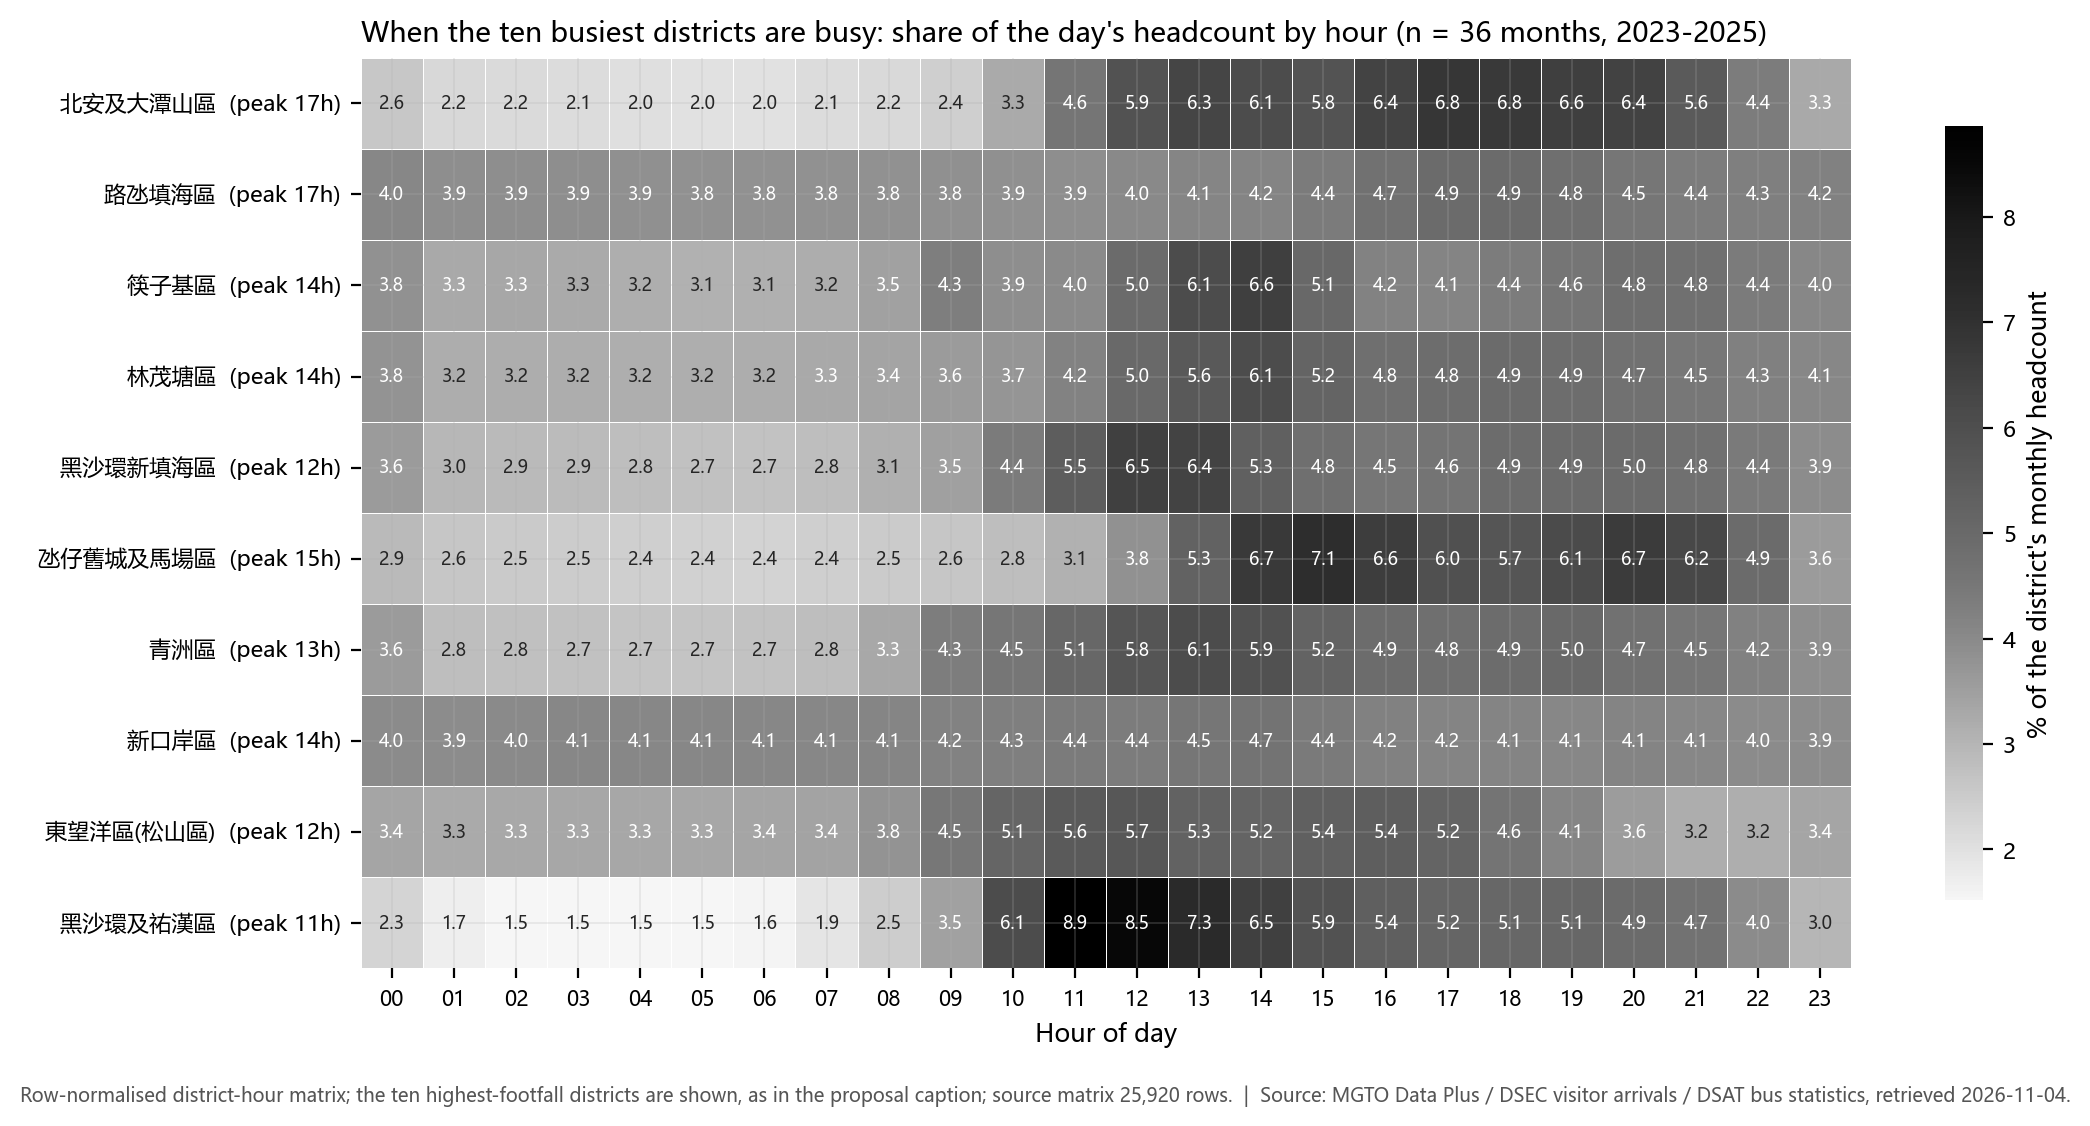 When the ten busiest districts are busy: share of the day's headcount by hour (n = 36 months, 2023-2025)
北安及大潭山區 (peak 17h) 2.6 2.2 2.2 2.1 2.0 2.0 2.0 2.1 2.2 2.4 3.3 4.6 5.9 6.3 6.1 5.8 6.4 6.8 6.8 6.6 6.4 5.6 4.4 3.3
路氹填海區 (peak 17h) 4.0 3.9 3.9 3.9 3.9 3.8 3.8 3.8 3.8 3.8 3.9 3.9 4.0 4.1 4.2 4.4 4.7 4.9 4.9 4.8 4.5 4.4 4.3 4.2
筷子基區 (peak 14h) 3.8 3.3 3.3 3.3 3.2 3.1 3.1 3.2 3.5 4.3 3.9 4.0 5.0 6.1 6.6 5.1 4.2 4.1 4.4 4.6 4.8 4.8 4.4 4.0
林茂塘區 (peak 14h) 3.8 3.2 3.2 3.2 3.2 3.2 3.2 3.3 3.4 3.6 3.7 4.2 5.0 5.6 6.1 5.2 4.8 4.8 4.9 4.9 4.7 4.5 4.3 4.1
黑沙環新填海區 (peak 12h) 3.6 3.0 2.9 2.9 2.8 2.7 2.7 2.8 3.1 3.5 4.4 5.5 6.5 6.4 5.3 4.8 4.5 4.6 4.9 4.9 5.0 4.8 4.4 3.9
氹仔舊城及馬場區 (peak 15h) 2.9 2.6 2.5 2.5 2.4 2.4 2.4 2.4 2.5 2.6 2.8 3.1 3.8 5.3 6.7 7.1 6.6 6.0 5.7 6.1 6.7 6.2 4.9 3.6
青洲區 (peak 13h) 3.6 2.8 2.8 2.7 2.7 2.7 2.7 2.8 3.3 4.3 4.5 5.1 5.8 6.1 5.9 5.2 4.9 4.8 4.9 5.0 4.7 4.5 4.2 3.9
新口岸區 (peak 14h) 4.0 3.9 4.0 4.1 4.1 4.1 4.1 4.1 4.1 4.2 4.3 4.4 4.4 4.5 4.7 4.4 4.2 4.2 4.1 4.1 4.1 4.1 4.0 3.9
東望洋區(松山區) (peak 12h) 3.4 3.3 3.3 3.3 3.3 3.3 3.4 3.4 3.8 4.5 5.1 5.6 5.7 5.3 5.2 5.4 5.4 5.2 4.6 4.1 3.6 3.2 3.2 3.4
黑沙環及祐漢區 (peak 11h) 2.3 1.7 1.5 1.5 1.5 1.5 1.6 1.9 2.5 3.5 6.1 8.9 8.5 7.3 6.5 5.9 5.4 5.2 5.1 5.1 4.9 4.7 4.0 3.0
00 01 02 03 04 05 06 07 08 09 10 11 12 13 14 15 16 17 18 19 20 21 22 23
Hour of day
8
7
6
5
4
3
2
% of the district's monthly headcount
Row-normalised district-hour matrix; the ten highest-footfall districts are shown, as in the proposal caption; source matrix 25,920 rows. | Source: MGTO Data Plus / DSEC visitor arrivals / DSAT bus statistics, retrieved 2026-11-04.